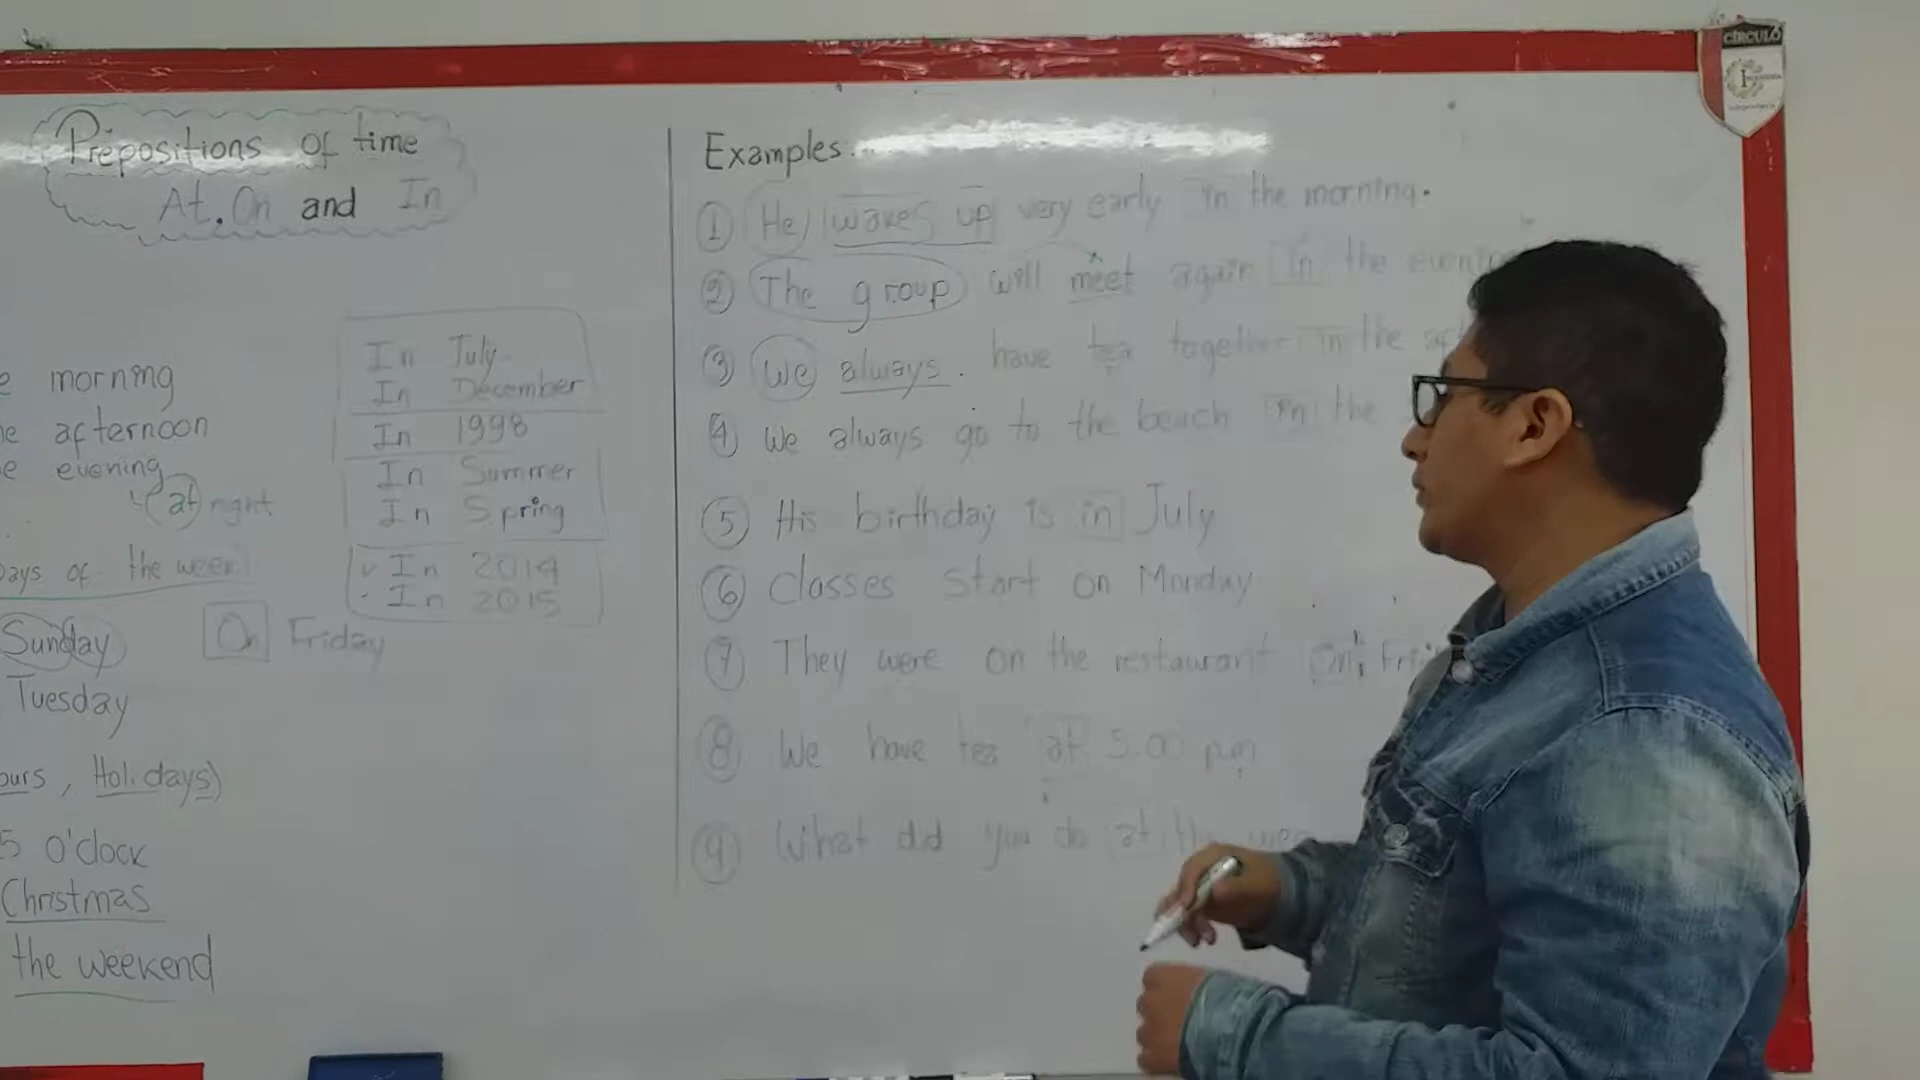 Prepositions of time
At, On and In
morning
afternoon
evening
at night
Days of the week
Sunday
On Friday
Tuesday
Holidays)
5 O'clock
Christmas
the weekend
In July
In December
In 1998
In Summer
In Spring
In 2014
In 2015
Examples.
① He wakes up very early in the morning.
② The group will meet again in the
③ We always have tea together in the
④ We always go to the beach in the
⑤ His birthday is in July
⑥ Classes start on Monday
⑦ They were on the restaurant on
⑧ We have tea at 5.00 p.m
⑨ What did you do at the
CÍRCULO